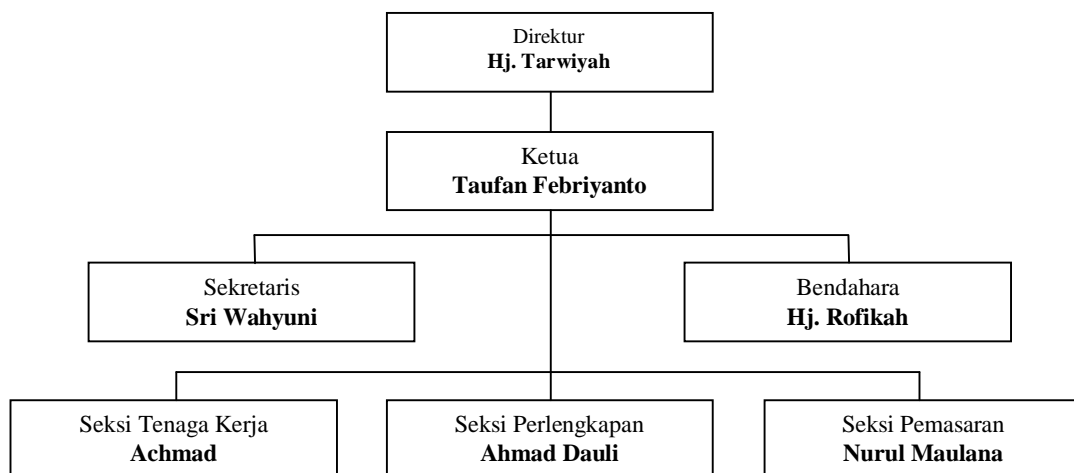 Direktur
Hj. Tarwiyah
Ketua
Taufan Febriyanto
Sekretaris
Sri Wahyuni
Bendahara
Hj. Rofikah
Seksi Tenaga Kerja
Achmad
Seksi Perlengkapan
Ahmad Dauli
Seksi Pemasaran
Nurul Maulana